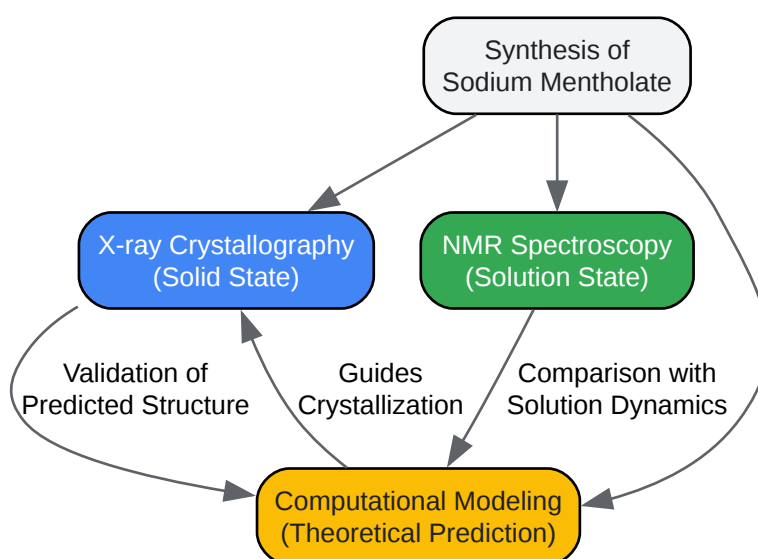 Synthesis of
Sodium Mentholate
X-ray Crystallography
(Solid State)
NMR Spectroscopy
(Solution State)
Validation of
Predicted Structure
Guides
Crystallization
Comparison with
Solution Dynamics
Computational Modeling
(Theoretical Prediction)